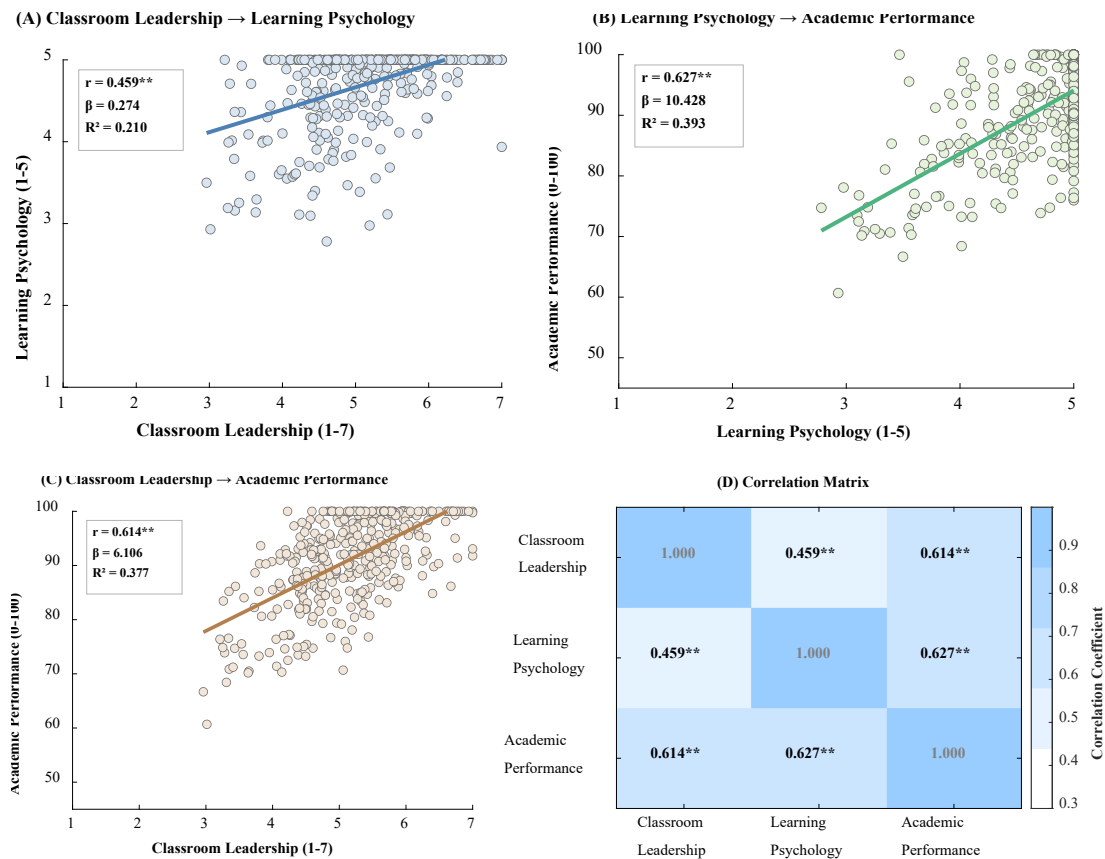 (A) Classroom Leadership → Learning Psychology
r = 0.459**
β = 0.274
R² = 0.210
5
4
3
2
1
Learning Psychology (1-5)
1 2 3 4 5 6 7
Classroom Leadership (1-7)
(B) Learning Psychology → Academic Performance
r = 0.627**
β = 10.428
R² = 0.393
100
90
80
70
60
50
Academic Performance (0-100)
1 2 3 4 5
Learning Psychology (1-5)
(C) Classroom Leadership → Academic Performance
r = 0.614**
β = 6.106
R² = 0.377
100
90
80
70
60
50
Academic Performance (0-100)
1 2 3 4 5 6 7
Classroom Leadership (1-7)
(D) Correlation Matrix
Classroom
Leadership
1.000 0.459** 0.614**
Learning
Psychology
0.459** 1.000 0.627**
Academic
Performance
0.614** 0.627** 1.000
Classroom Learning Academic
Leadership Psychology Performance
0.9
0.8
0.7
0.6
0.5
0.4
0.3
Correlation Coefficient